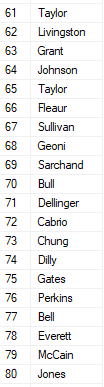 61 Taylor
62 Livingston
63 Grant
64 Johnson
65 Taylor
66 Fleaur
67 Sullivan
68 Geoni
69 Sarchand
70 Bull
71 Dellinger
72 Cabrio
73 Chung
74 Dilly
75 Gates
76 Perkins
77 Bell
78 Everett
79 McCain
80 Jones